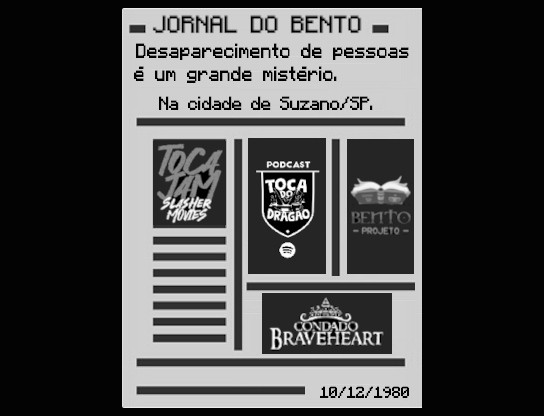 JORNAL DO BENTO
Desaparecimento de pessoas
é um grande mistério.
Na cidade de Suzano/SP.
TOCA
JAM
SLASHER
MOVIES
PODCAST
TOCA
DO
DRAGÃO
BENTO
- PROJETO -
CONDADO
BRAVEHEART
10/12/1980